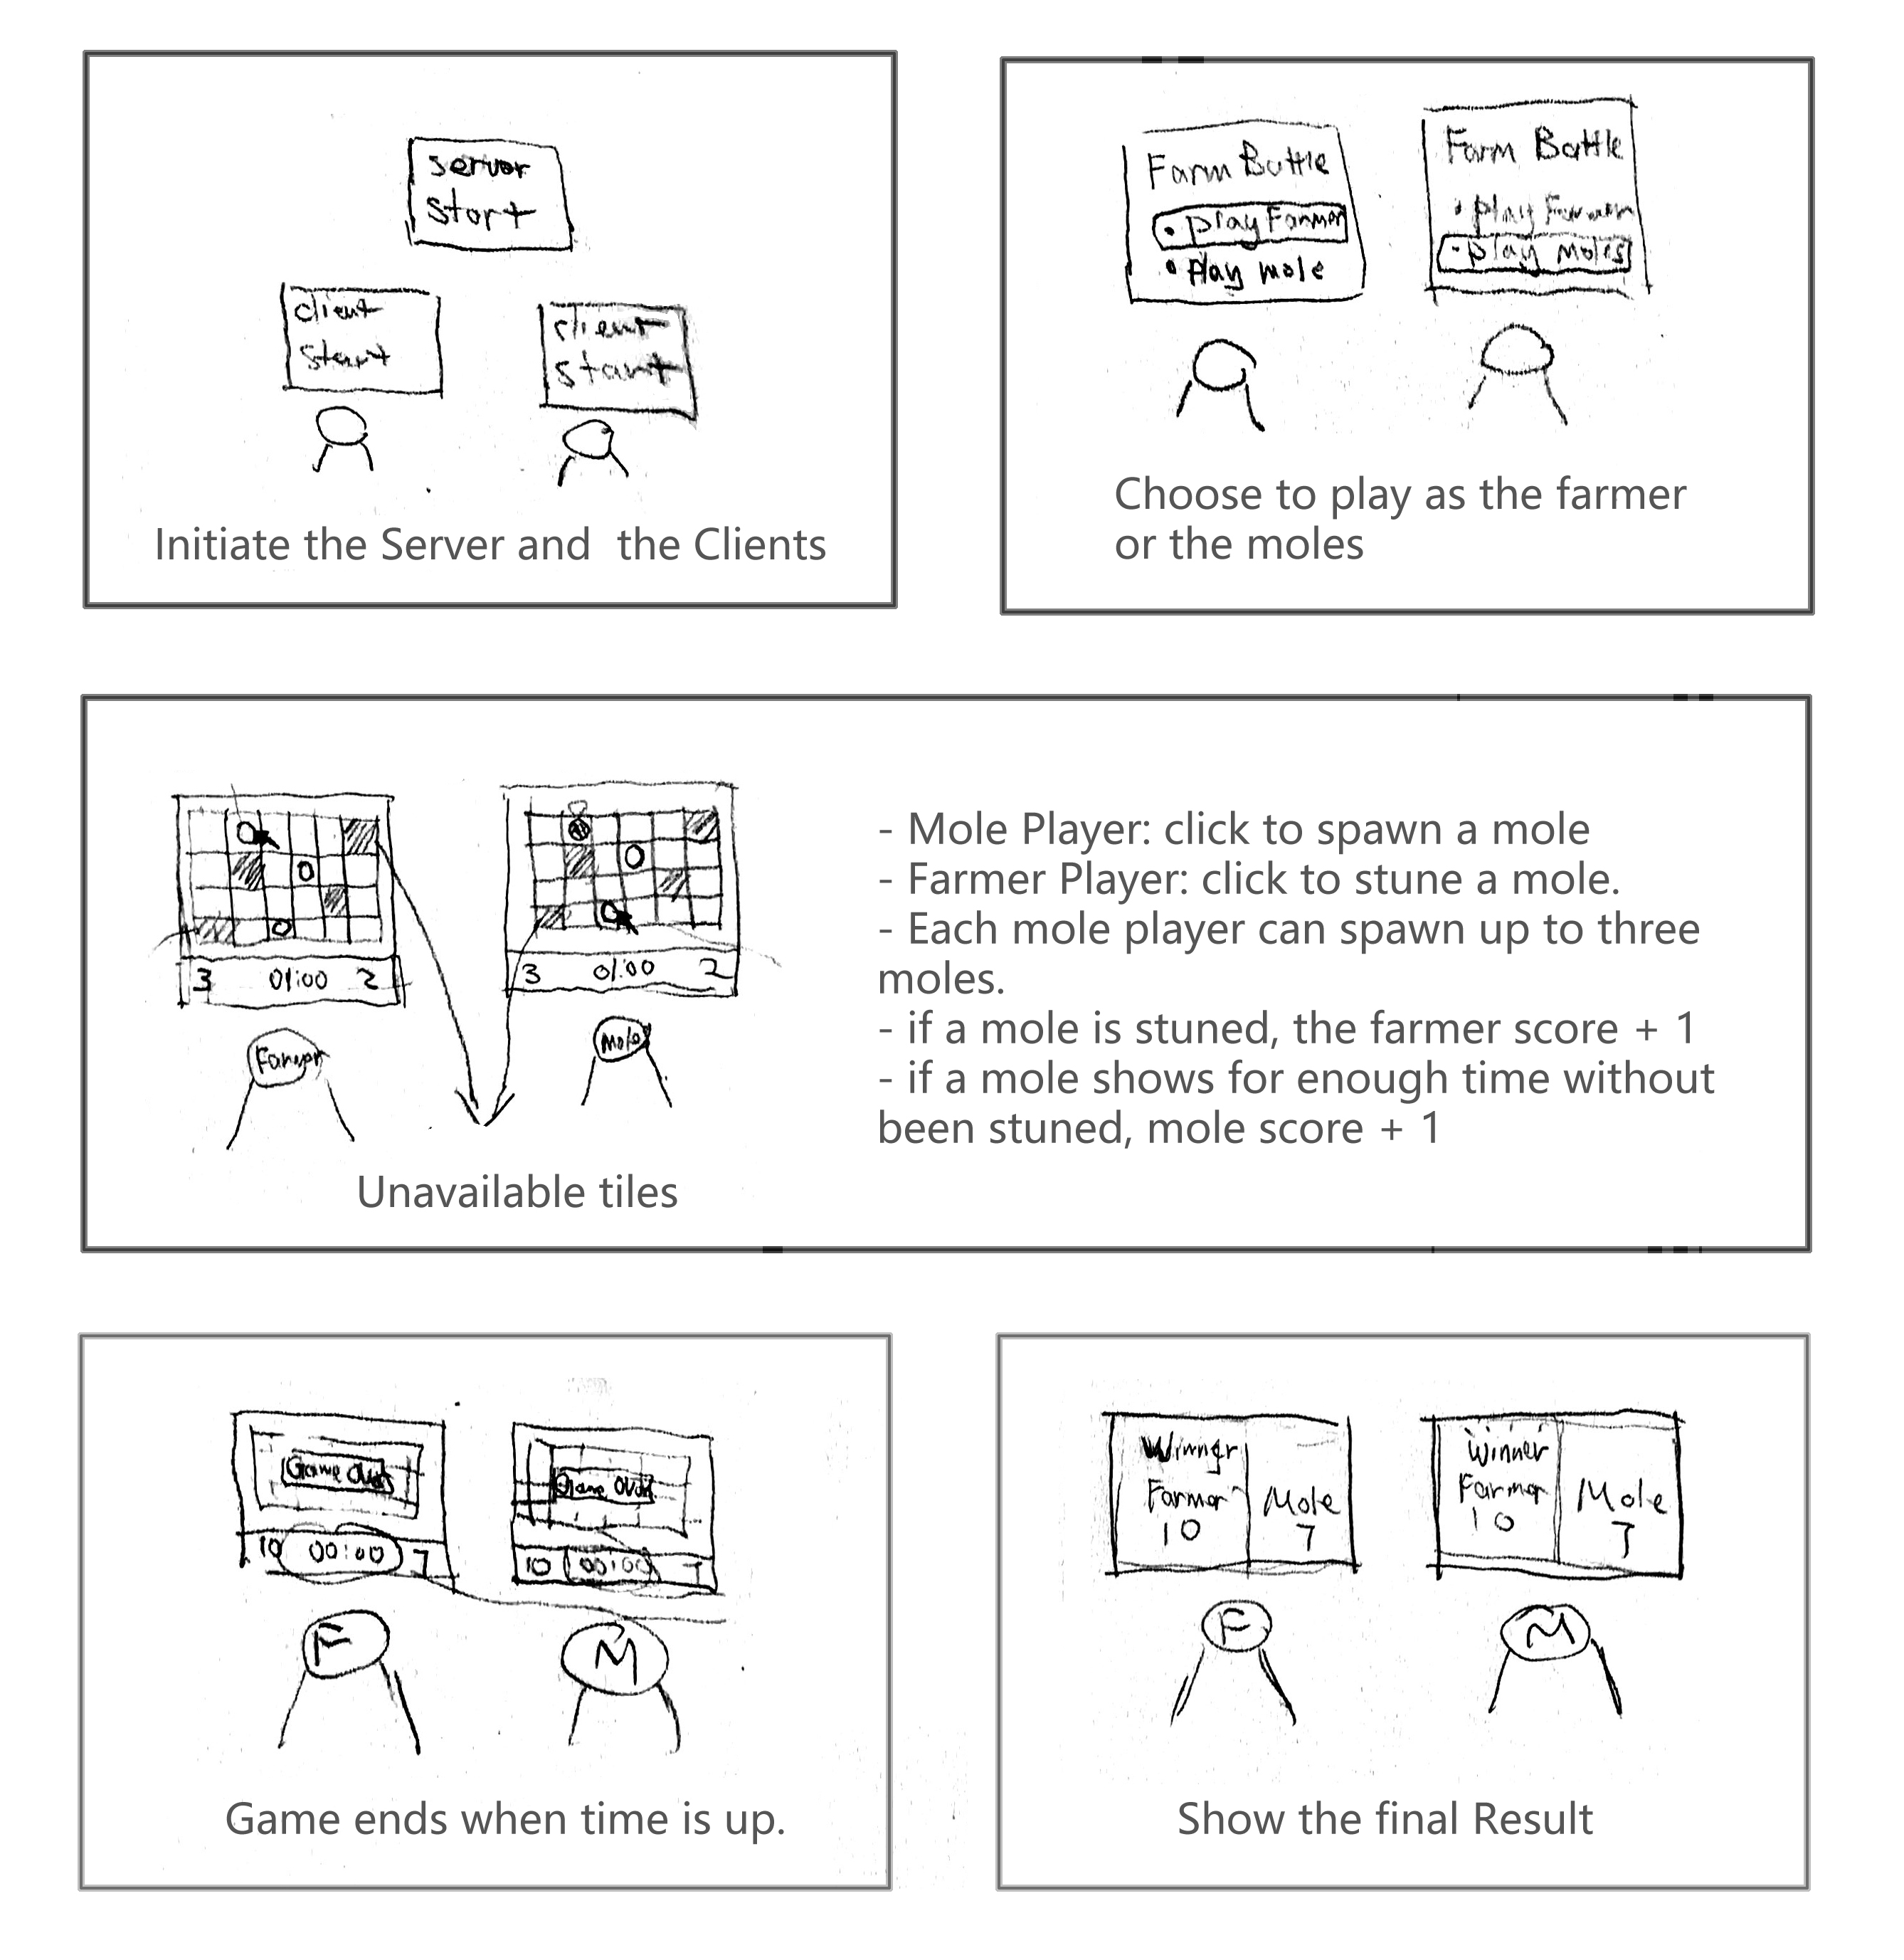 server
start
client
start
client
start
Initiate the Server and  the Clients
Farm Battle
• play Farmer
• Play mole
Farm Battle
• play Farmer
• play moles
Choose to play as the farmer
or the moles
3 01:00 2
Farmer
3 01:00 2
Mole
Unavailable tiles
- Mole Player: click to spawn a mole
- Farmer Player: click to stune a mole.
- Each mole player can spawn up to three
moles.
- if a mole is stuned, the farmer score + 1
- if a mole shows for enough time without
been stuned, mole score + 1
Game Over
10 00:00 7
F
Game Over
10 00:00 7
M
Game ends when time is up.
Winner
Farmer
10
Mole
7
F
Winner
Farmer
10
Mole
7
M
Show the final Result